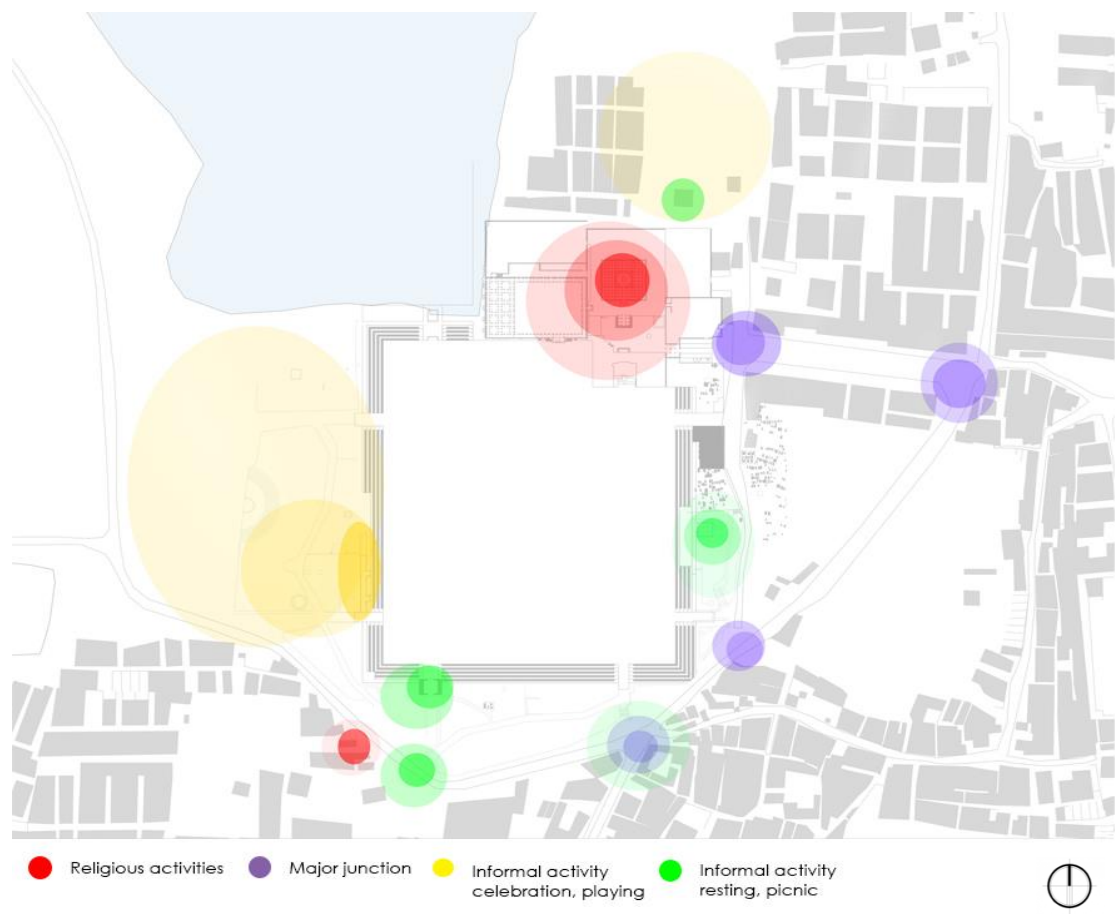 Religious activities
Major junction
Informal activity
celebration, playing
Informal activity
resting, picnic